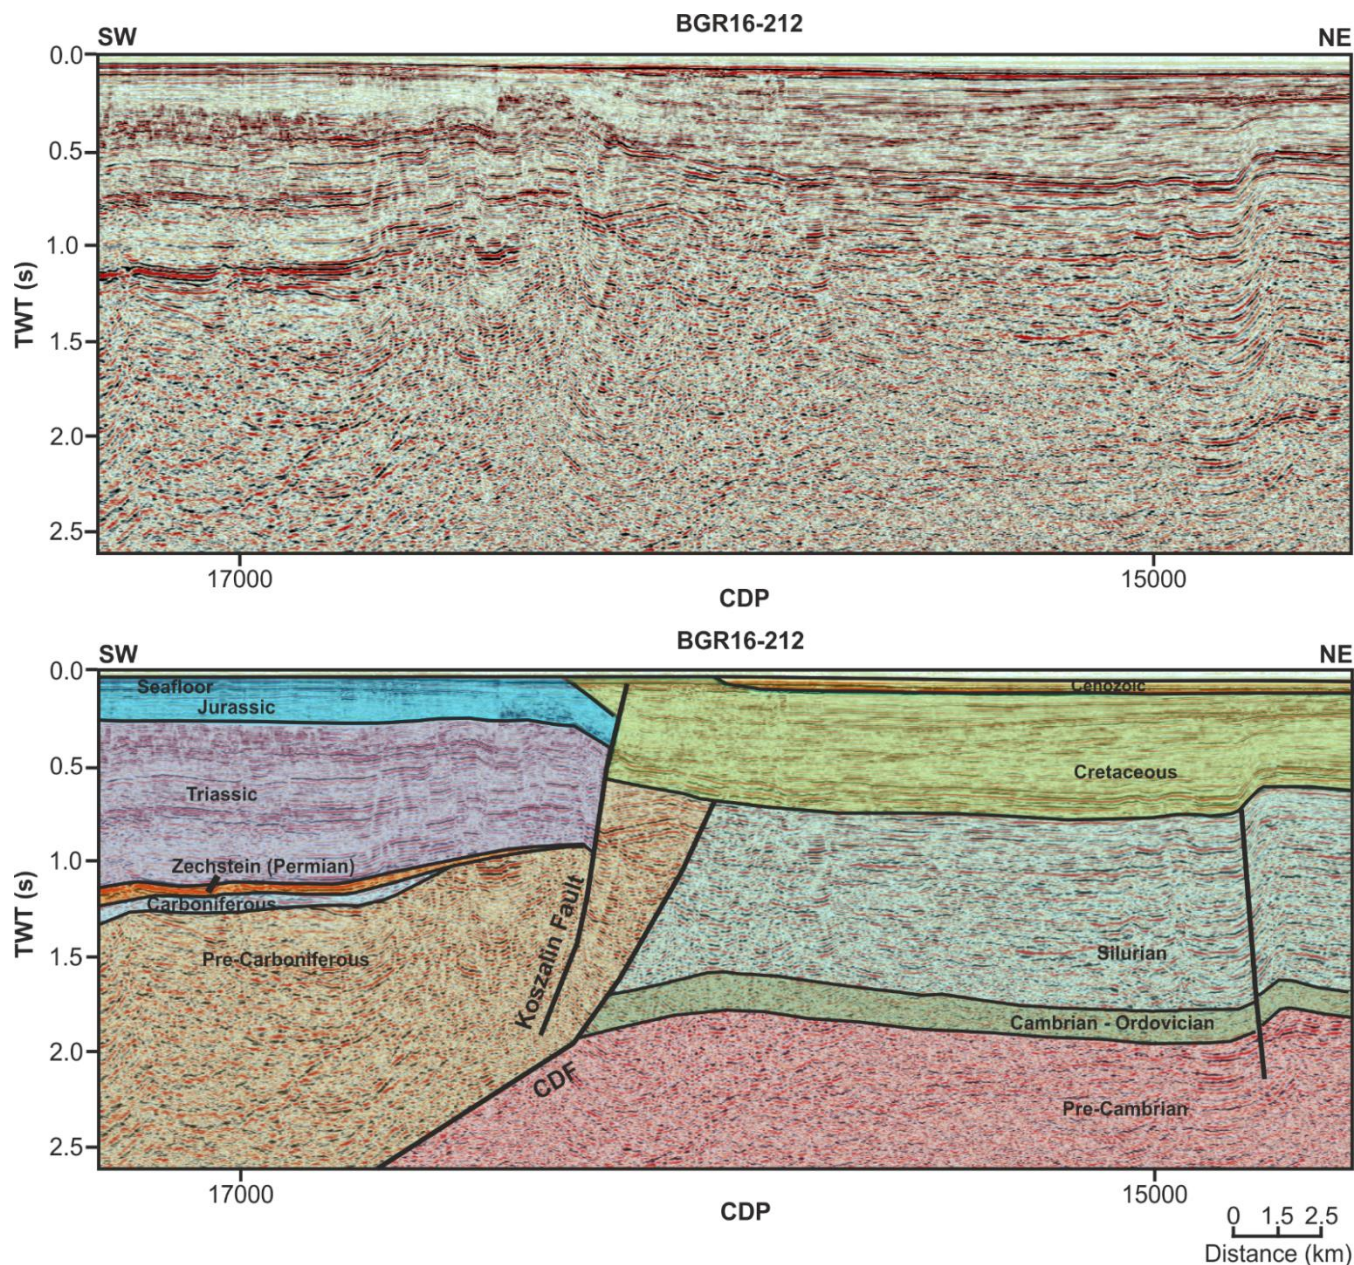 BGR16-212
SW NE
0.0
0.5
1.0
1.5
2.0
2.5
TWT (s)
17000 15000
CDP
BGR16-212
SW NE
0.0
0.5
1.0
1.5
2.0
2.5
TWT (s)
Seafloor
Cenozoic
Jurassic
Cretaceous
Triassic
Zechstein (Permian)
Carboniferous
Pre-Carboniferous
Koszalin Fault
Silurian
Cambrian - Ordovician
CDF
Pre-Cambrian
17000 15000
CDP
0 1.5 2.5
Distance (km)